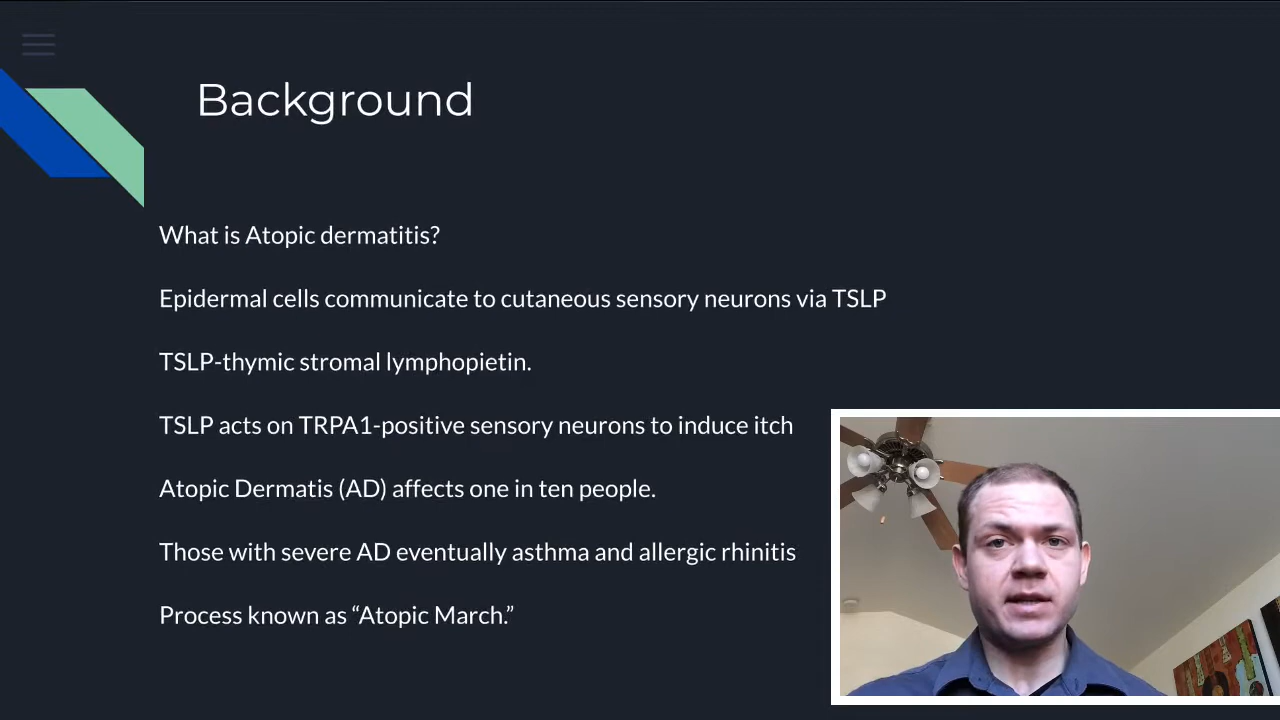 Background
What is Atopic dermatitis?
Epidermal cells communicate to cutaneous sensory neurons via TSLP
TSLP-thymic stromal lymphopietin.
TSLP acts on TRPA1-positive sensory neurons to induce itch
Atopic Dermatis (AD) affects one in ten people.
Those with severe AD eventually asthma and allergic rhinitis
Process known as “Atopic March.”